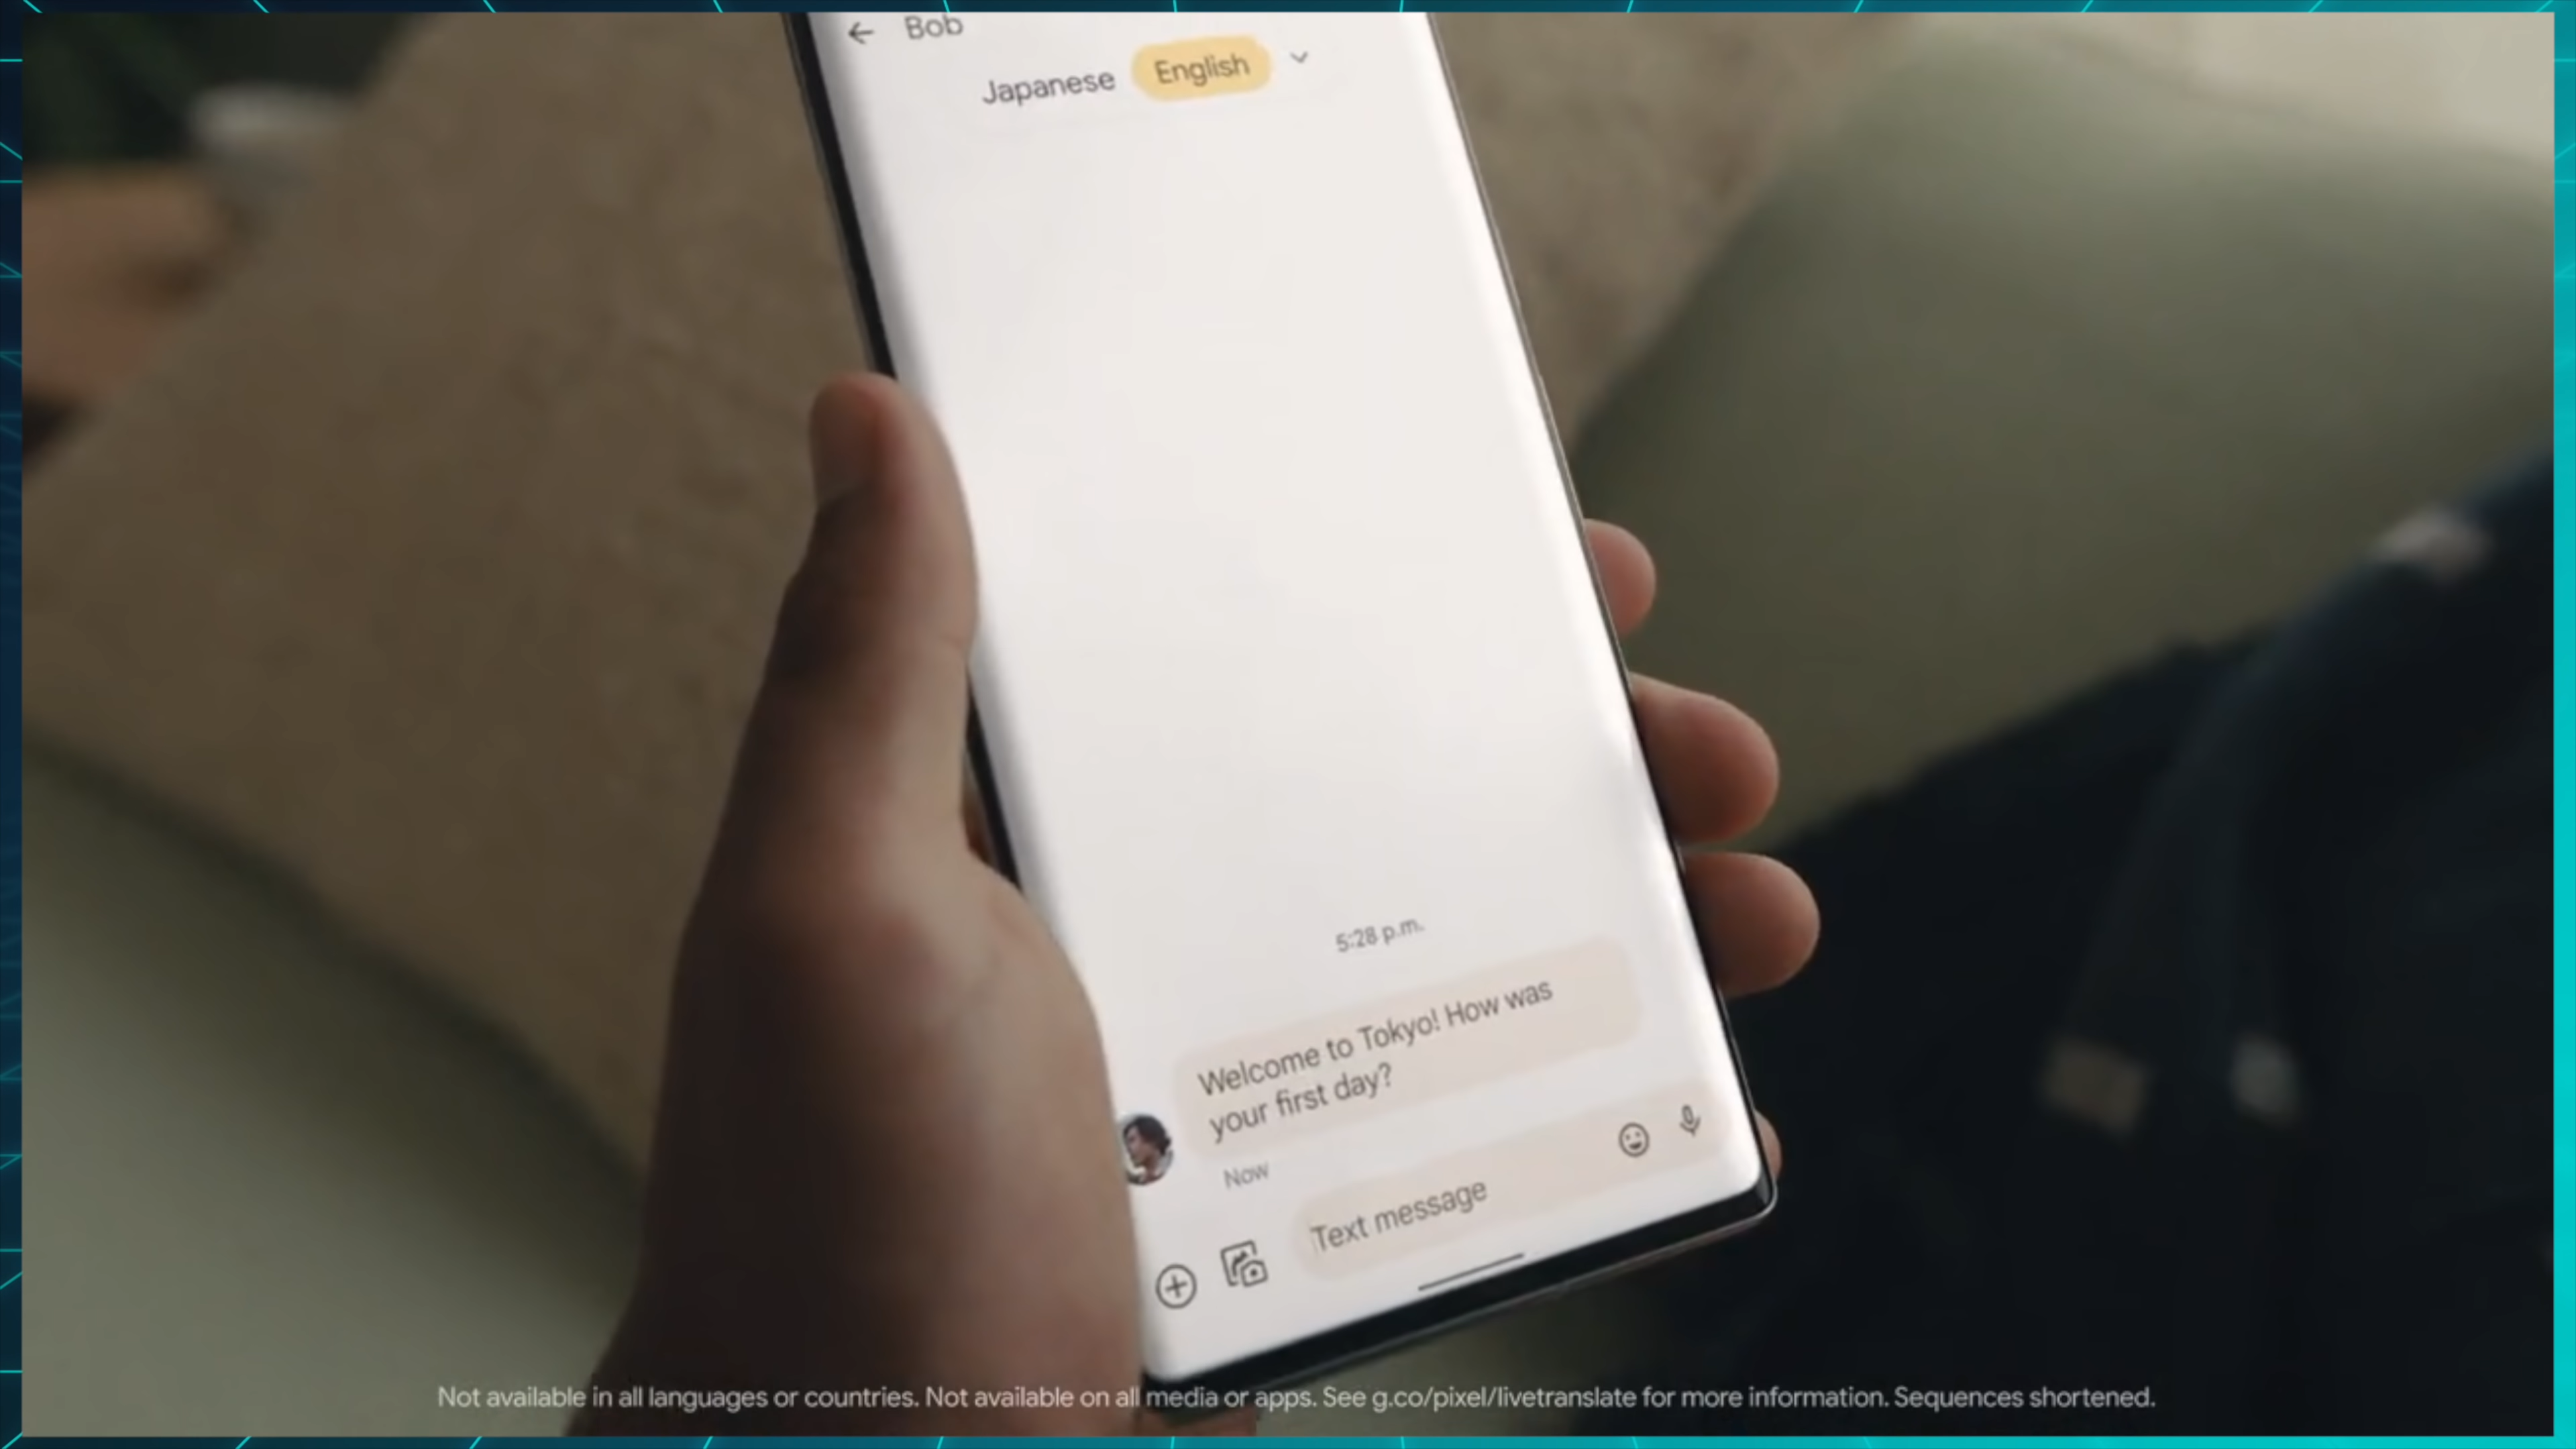 Bob
Japanese English
5:28 p.m.
Welcome to Tokyo! How was
your first day?
Now
Text message
Not available in all languages or countries. Not available on all media or apps. See g.co/pixel/livetranslate for more information. Sequences shortened.